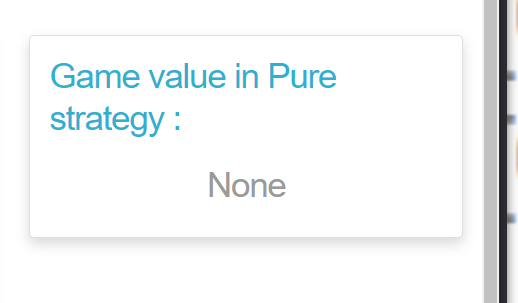 Game value in Pure
strategy :
None